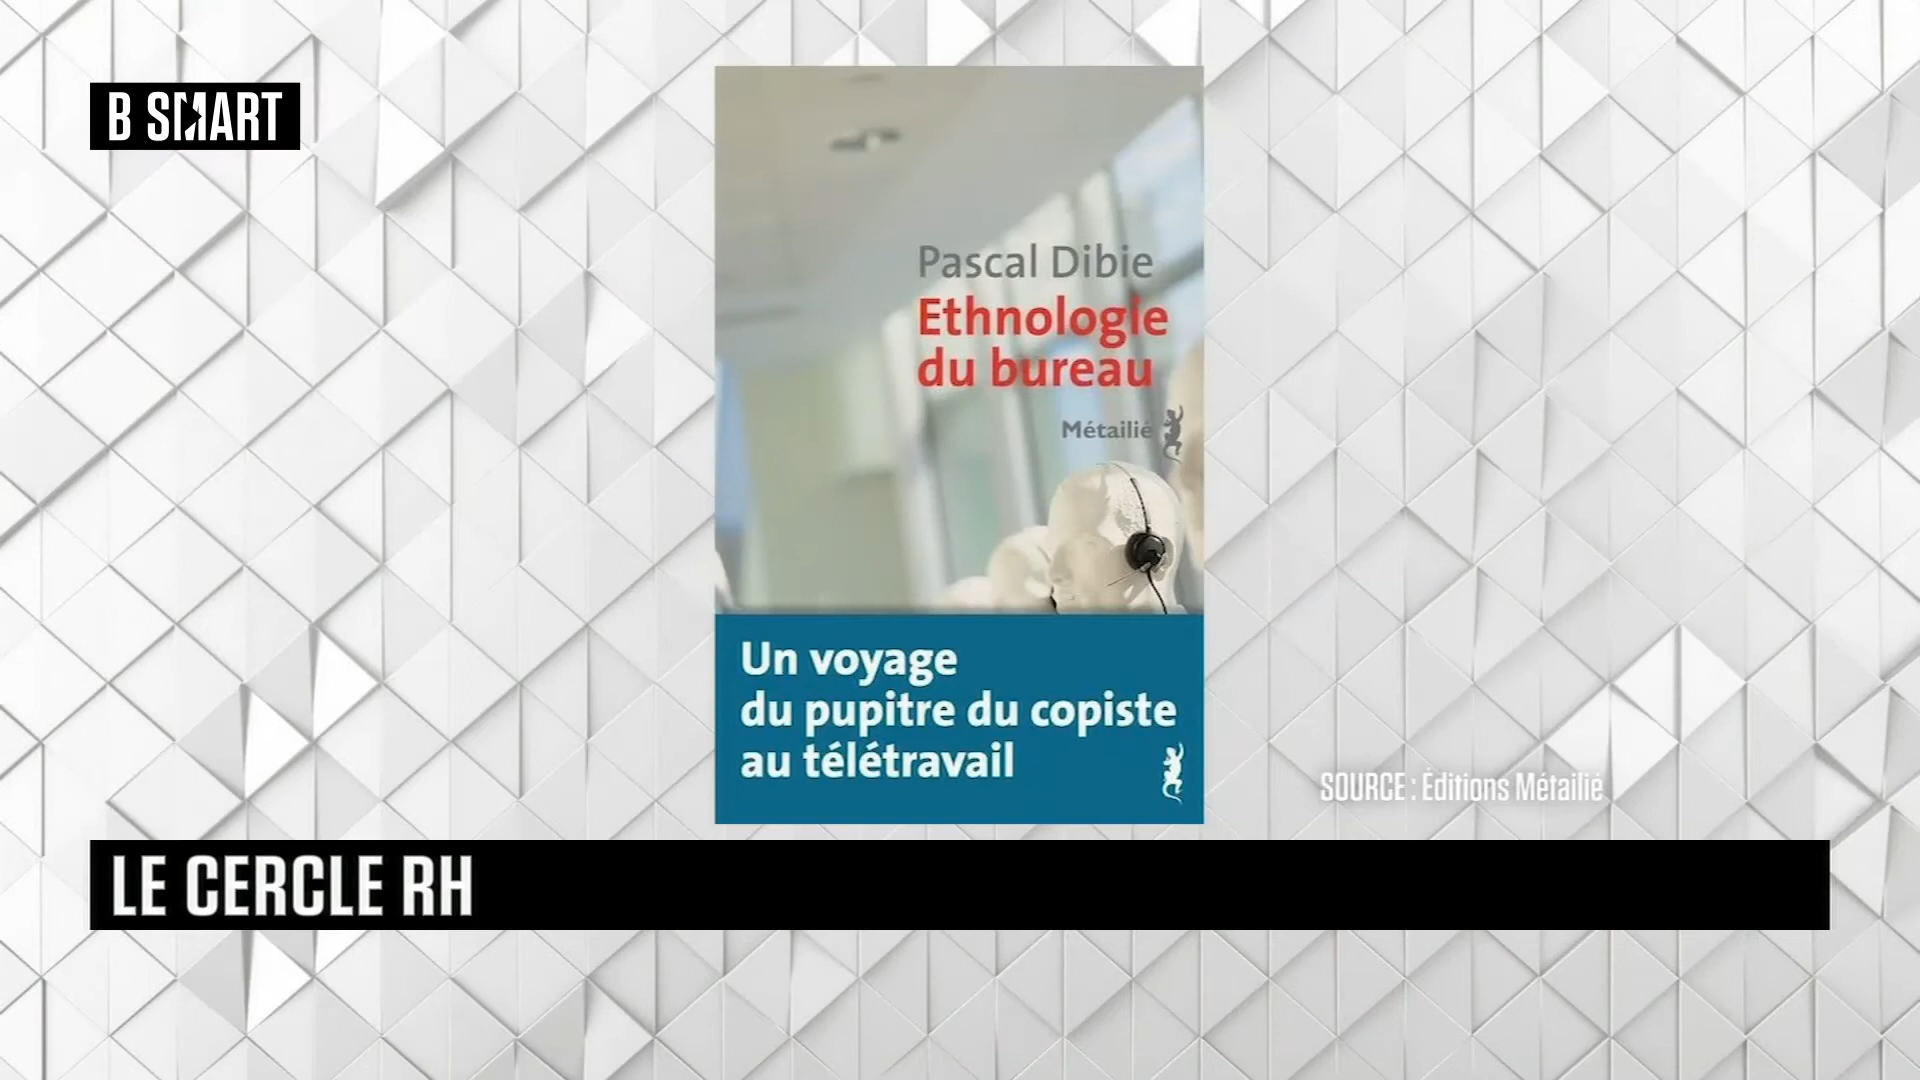 B SMART
Pascal Dibie
Ethnologie
du bureau
Métailié
Un voyage
du pupitre du copiste
au télétravail
SOURCE : Éditions Métailié
LE CERCLE RH